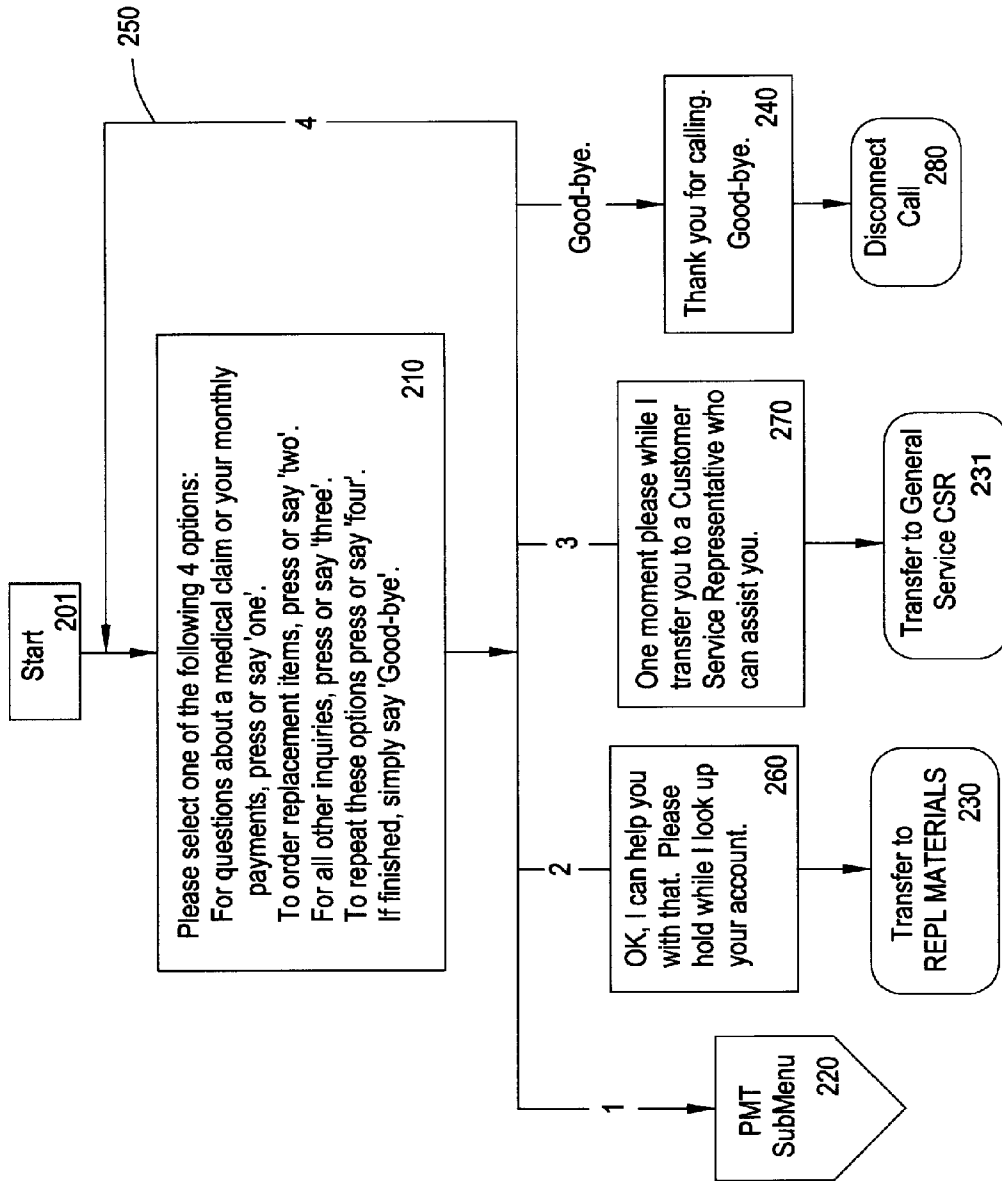 Start
201
250
Please select one of the following 4 options:
For questions about a medical claim or your monthly
payments, press or say 'one'.
To order replacement items, press or say 'two'.
For all other inquiries, press or say 'three'.
To repeat these options press or say 'four'.
If finished, simply say 'Good-bye'.
210
1
2
3
4
Good-bye.
PMT
SubMenu
220
OK, I can help you
with that. Please
hold while I look up
your account.
260
Transfer to
REPL MATERIALS
230
One moment please while I
transfer you to a Customer
Service Representative who
can assist you.
270
Transfer to General
Service CSR
231
Thank you for calling.
Good-bye.
240
Disconnect
Call
280